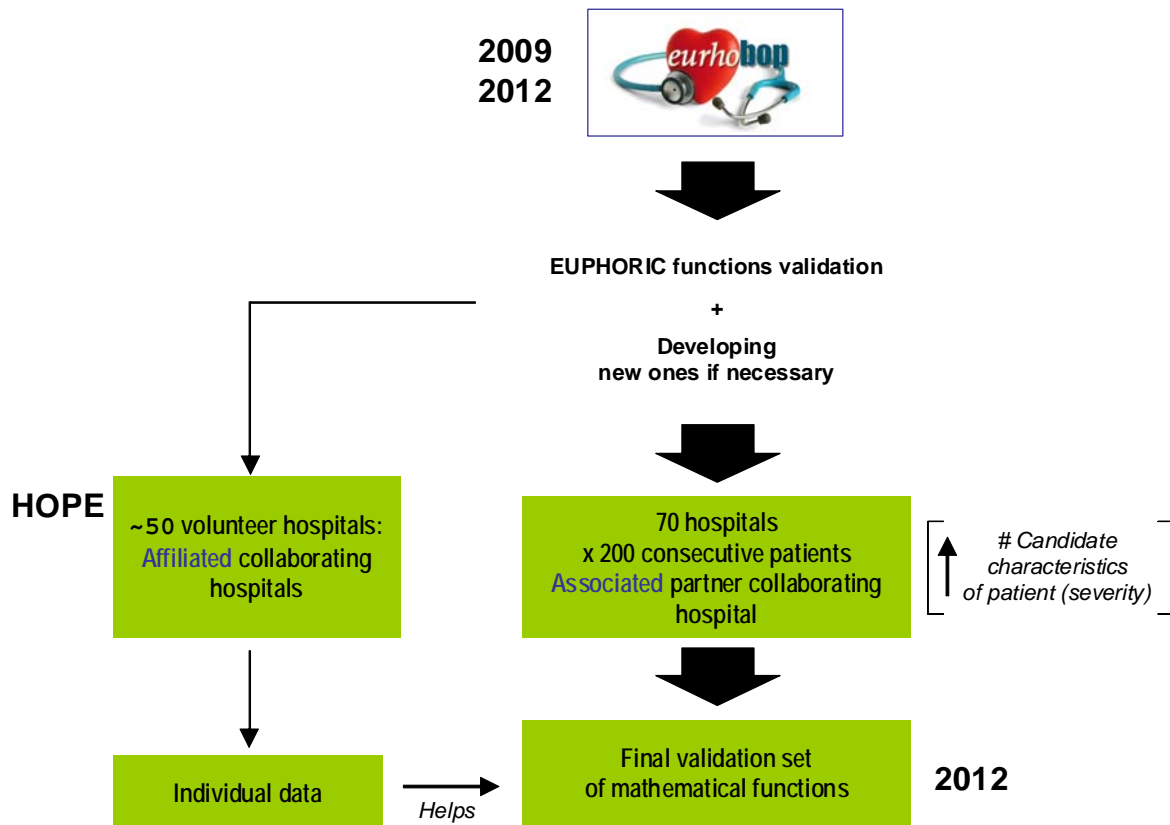 2009
2012
eurhobop
EUPHORIC functions validation
+
Developing
new ones if necessary
HOPE
~50 volunteer hospitals:
Affiliated collaborating
hospitals
70 hospitals
x 200 consecutive patients
Associated partner collaborating
hospital
# Candidate
characteristics
of patient (severity)
Individual data
Helps
Final validation set
of mathematical functions
2012